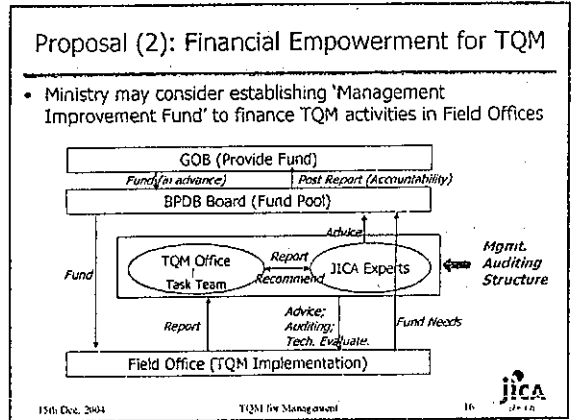 Proposal (2): Financial Empowerment for TQM
• Ministry may consider establishing 'Management
Improvement Fund' to finance TQM activities in Field Offices
GOB (Provide Fund)
Fund (in advance) Post Report (Accountability)
BPDB Board (Fund Pool)
Advice
TQM Office
Task Team
Report
Recommend
JICA Experts
Mgmt.
Auditing
Structure
Fund
Report
Advice;
Auditing;
Tech. Evaluate.
Fund Needs
Field Office (TQM Implementation)
15th Dec, 2004 TQM for Management 16
jica